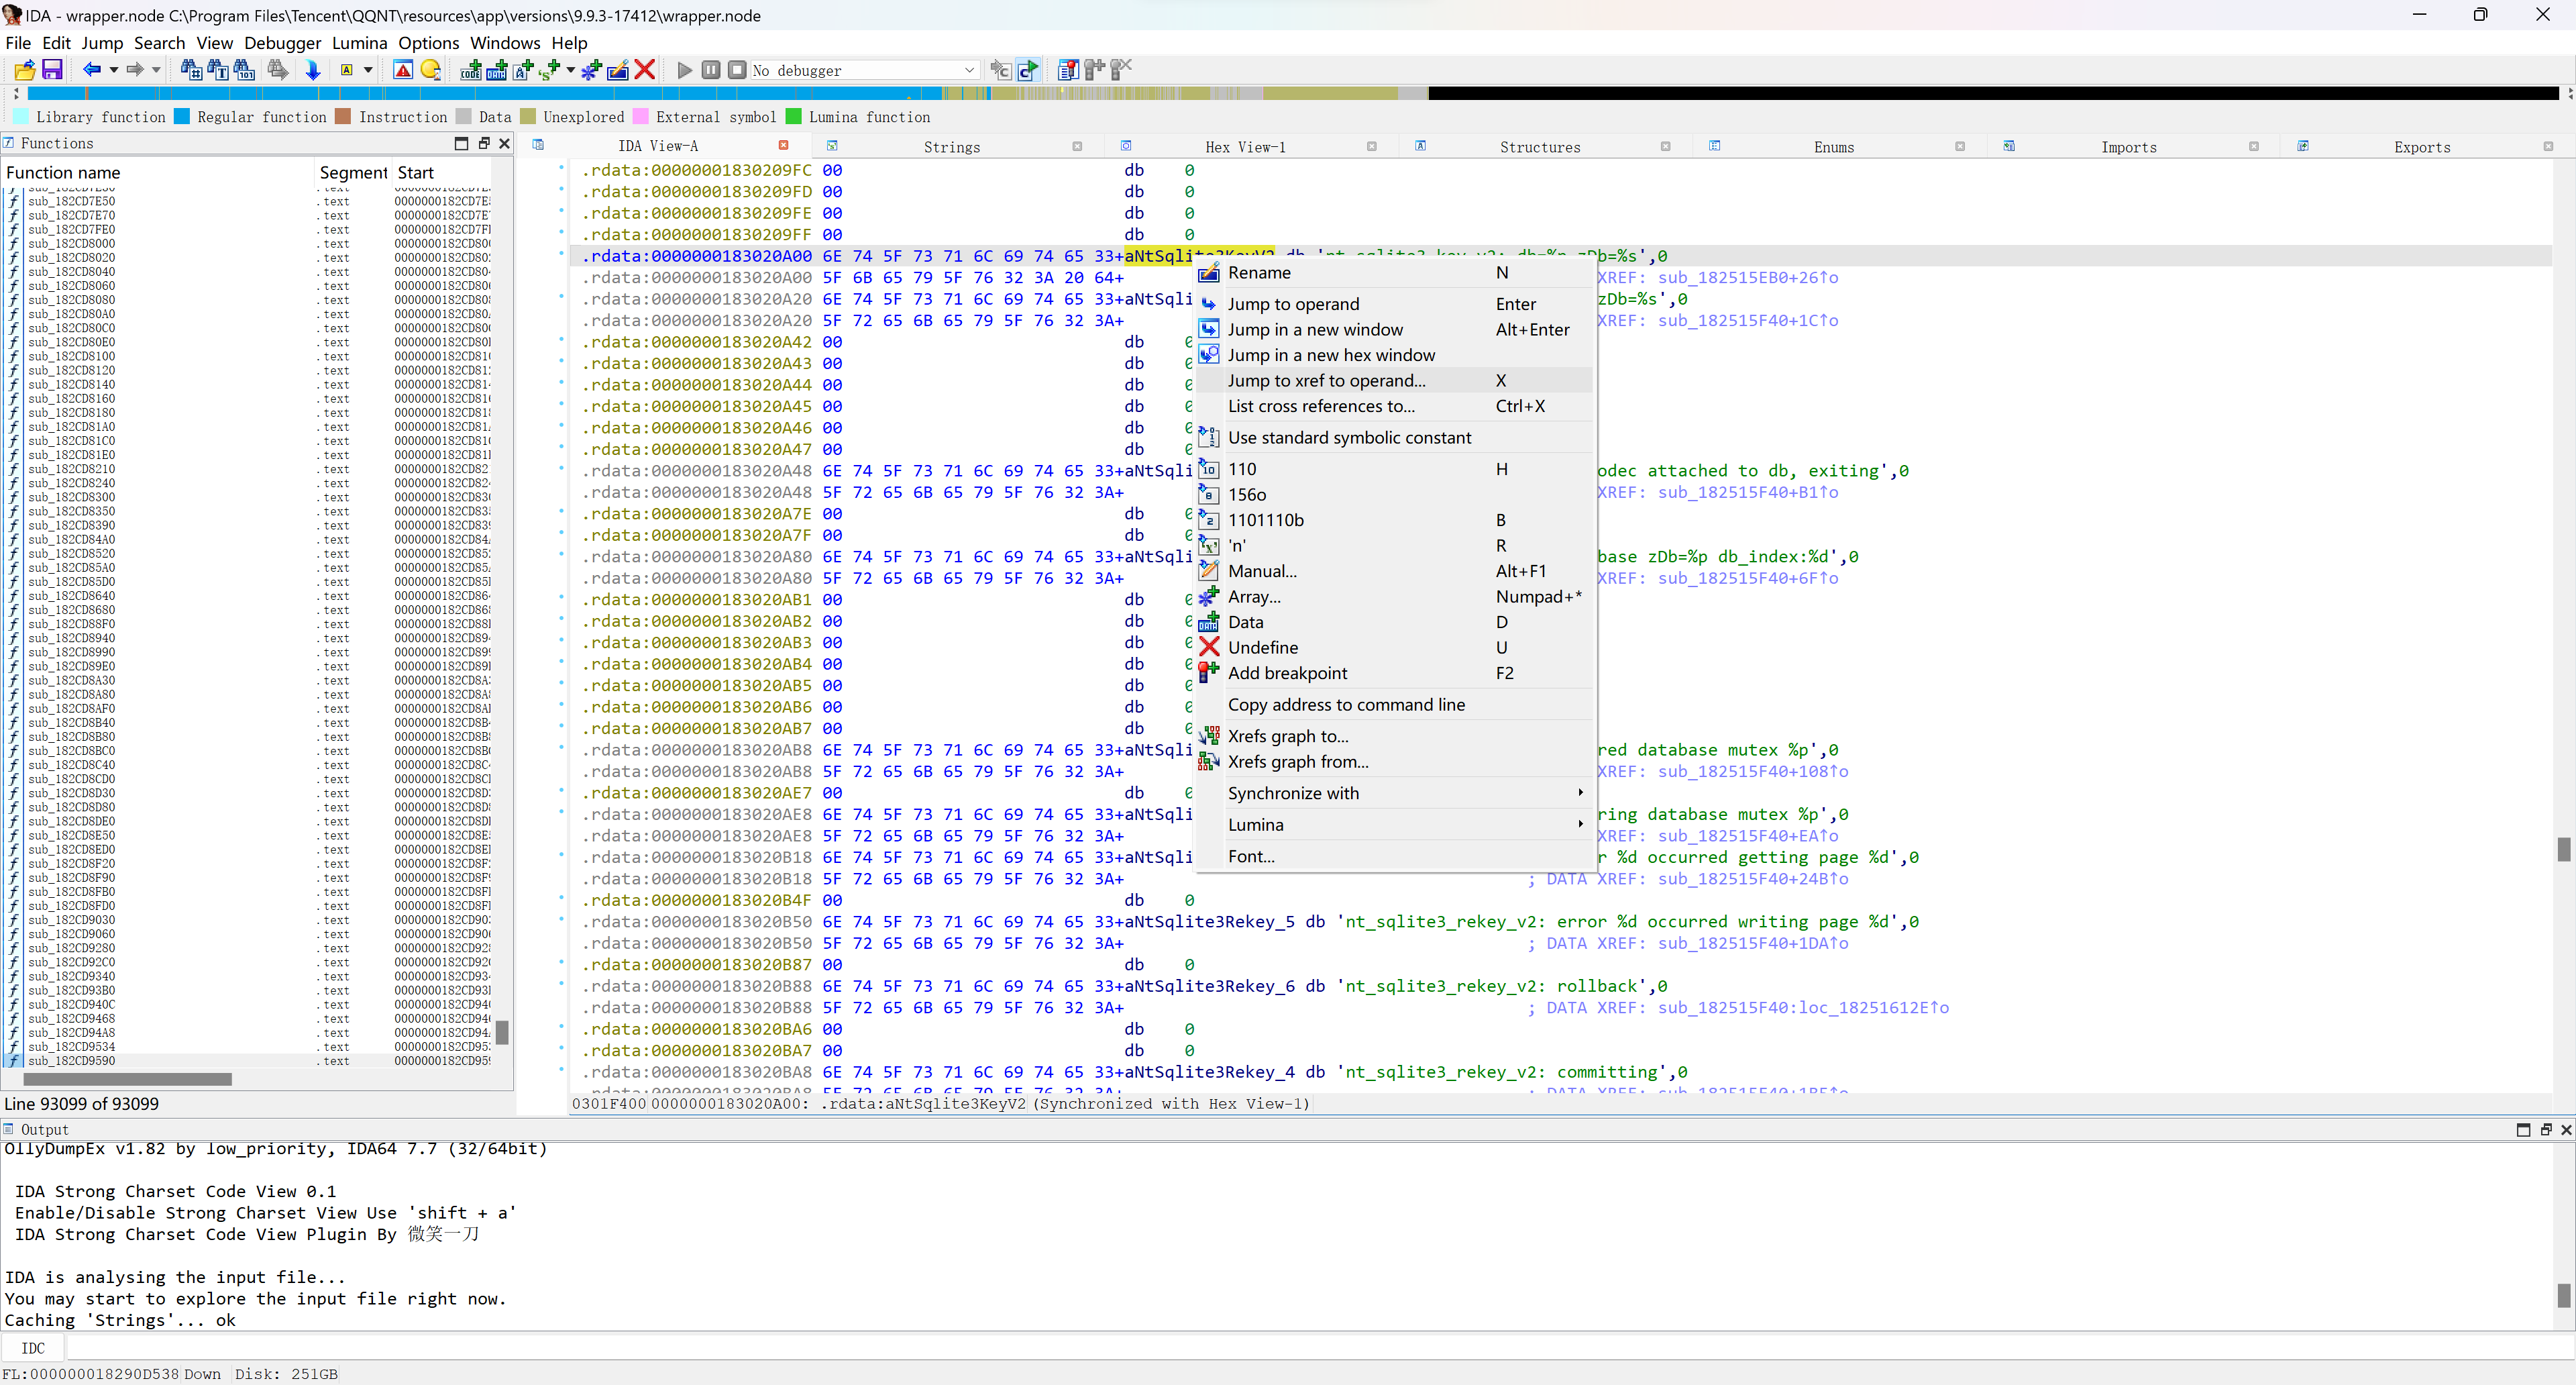 IDA - wrapper.node C:\Program Files\Tencent\QQNT\resources\app\versions\9.9.3-17412\wrapper.node
File Edit Jump Search View Debugger Lumina Options Windows Help
No debugger
Library function Regular function Instruction Data Unexplored External symbol Lumina function
Functions
Function name Segment Start
sub_182CD7E50 .text 0000000182CD7E
sub_182CD7E70 .text 0000000182CD7E
sub_182CD7FE0 .text 0000000182CD7F
sub_182CD8000 .text 0000000182CD80
sub_182CD8020 .text 0000000182CD80
sub_182CD8040 .text 0000000182CD80
sub_182CD8060 .text 0000000182CD80
sub_182CD8080 .text 0000000182CD80
sub_182CD80A0 .text 0000000182CD80
sub_182CD80C0 .text 0000000182CD80
sub_182CD80E0 .text 0000000182CD80
sub_182CD8100 .text 0000000182CD81
sub_182CD8120 .text 0000000182CD81
sub_182CD8140 .text 0000000182CD81
sub_182CD8160 .text 0000000182CD81
sub_182CD8180 .text 0000000182CD81
sub_182CD81A0 .text 0000000182CD81
sub_182CD81C0 .text 0000000182CD81
sub_182CD81E0 .text 0000000182CD81
sub_182CD8210 .text 0000000182CD82
sub_182CD8240 .text 0000000182CD82
sub_182CD8300 .text 0000000182CD83
sub_182CD8350 .text 0000000182CD83
sub_182CD8390 .text 0000000182CD83
sub_182CD84A0 .text 0000000182CD84
sub_182CD8520 .text 0000000182CD85
sub_182CD85A0 .text 0000000182CD85
sub_182CD85D0 .text 0000000182CD85
sub_182CD8640 .text 0000000182CD86
sub_182CD8680 .text 0000000182CD86
sub_182CD88F0 .text 0000000182CD88
sub_182CD8940 .text 0000000182CD89
sub_182CD8990 .text 0000000182CD89
sub_182CD89E0 .text 0000000182CD89
sub_182CD8A30 .text 0000000182CD8A
sub_182CD8A80 .text 0000000182CD8A
sub_182CD8AF0 .text 0000000182CD8A
sub_182CD8B40 .text 0000000182CD8B
sub_182CD8B80 .text 0000000182CD8B
sub_182CD8BC0 .text 0000000182CD8B
sub_182CD8C40 .text 0000000182CD8C
sub_182CD8CD0 .text 0000000182CD8C
sub_182CD8D30 .text 0000000182CD8D
sub_182CD8D80 .text 0000000182CD8D
sub_182CD8DE0 .text 0000000182CD8D
sub_182CD8E50 .text 0000000182CD8E
sub_182CD8ED0 .text 0000000182CD8E
sub_182CD8F20 .text 0000000182CD8F
sub_182CD8F90 .text 0000000182CD8F
sub_182CD8FB0 .text 0000000182CD8F
sub_182CD8FD0 .text 0000000182CD8F
sub_182CD9030 .text 0000000182CD90
sub_182CD9060 .text 0000000182CD90
sub_182CD9280 .text 0000000182CD92
sub_182CD92C0 .text 0000000182CD92
sub_182CD9340 .text 0000000182CD93
sub_182CD93B0 .text 0000000182CD93
sub_182CD940C .text 0000000182CD94
sub_182CD9468 .text 0000000182CD94
sub_182CD94A8 .text 0000000182CD94
sub_182CD9534 .text 0000000182CD95
sub_182CD9590 .text 0000000182CD95
Line 93099 of 93099
IDA View-A Strings Hex View-1 Structures Enums Imports Exports
.rdata:00000001830209FC 00 db 0
.rdata:00000001830209FD 00 db 0
.rdata:00000001830209FE 00 db 0
.rdata:00000001830209FF 00 db 0
.rdata:0000000183020A00 6E 74 5F 73 71 6C 69 74 65 33+aNtSqlite3KeyV2 db 'nt_sqlite3_key_v2: db=%p zDb=%s',0
.rdata:0000000183020A00 5F 6B 65 79 5F 76 32 3A 20 64+ XREF: sub_182515EB0+26↑o
.rdata:0000000183020A20 6E 74 5F 73 71 6C 69 74 65 33+aNtSqli zDb=%s',0
.rdata:0000000183020A20 5F 72 65 6B 65 79 5F 76 32 3A+ XREF: sub_182515F40+1C↑o
.rdata:0000000183020A42 00 db
.rdata:0000000183020A43 00 db
.rdata:0000000183020A44 00 db
.rdata:0000000183020A45 00 db
.rdata:0000000183020A46 00 db
.rdata:0000000183020A47 00 db
.rdata:0000000183020A48 6E 74 5F 73 71 6C 69 74 65 33+aNtSqli odec attached to db, exiting',0
.rdata:0000000183020A48 5F 72 65 6B 65 79 5F 76 32 3A+ XREF: sub_182515F40+B1↑o
.rdata:0000000183020A7E 00 db
.rdata:0000000183020A7F 00 db
.rdata:0000000183020A80 6E 74 5F 73 71 6C 69 74 65 33+aNtSqli base zDb=%p db_index:%d',0
.rdata:0000000183020A80 5F 72 65 6B 65 79 5F 76 32 3A+ XREF: sub_182515F40+6F↑o
.rdata:0000000183020AB1 00 db
.rdata:0000000183020AB2 00 db
.rdata:0000000183020AB3 00 db
.rdata:0000000183020AB4 00 db
.rdata:0000000183020AB5 00 db
.rdata:0000000183020AB6 00 db
.rdata:0000000183020AB7 00 db
.rdata:0000000183020AB8 6E 74 5F 73 71 6C 69 74 65 33+aNtSqli red database mutex %p',0
.rdata:0000000183020AB8 5F 72 65 6B 65 79 5F 76 32 3A+ XREF: sub_182515F40+108↑o
.rdata:0000000183020AE7 00 db
.rdata:0000000183020AE8 6E 74 5F 73 71 6C 69 74 65 33+aNtSqli ring database mutex %p',0
.rdata:0000000183020AE8 5F 72 65 6B 65 79 5F 76 32 3A+ XREF: sub_182515F40+EA↑o
.rdata:0000000183020B18 6E 74 5F 73 71 6C 69 74 65 33+aNtSqli r %d occurred getting page %d',0
.rdata:0000000183020B18 5F 72 65 6B 65 79 5F 76 32 3A+ ; DATA XREF: sub_182515F40+24B↑o
.rdata:0000000183020B4F 00 db 0
.rdata:0000000183020B50 6E 74 5F 73 71 6C 69 74 65 33+aNtSqlite3Rekey_5 db 'nt_sqlite3_rekey_v2: error %d occurred writing page %d',0
.rdata:0000000183020B50 5F 72 65 6B 65 79 5F 76 32 3A+ ; DATA XREF: sub_182515F40+1DA↑o
.rdata:0000000183020B87 00 db 0
.rdata:0000000183020B88 6E 74 5F 73 71 6C 69 74 65 33+aNtSqlite3Rekey_6 db 'nt_sqlite3_rekey_v2: rollback',0
.rdata:0000000183020B88 5F 72 65 6B 65 79 5F 76 32 3A+ ; DATA XREF: sub_182515F40:loc_18251612E↑o
.rdata:0000000183020BA6 00 db 0
.rdata:0000000183020BA7 00 db 0
.rdata:0000000183020BA8 6E 74 5F 73 71 6C 69 74 65 33+aNtSqlite3Rekey_4 db 'nt_sqlite3_rekey_v2: committing',0
Rename N
Jump to operand Enter
Jump in a new window Alt+Enter
Jump in a new hex window
Jump to xref to operand... X
List cross references to... Ctrl+X
Use standard symbolic constant
110 H
156o
1101110b B
'n' R
Manual... Alt+F1
Array... Numpad+*
Data D
Undefine U
Add breakpoint F2
Copy address to command line
Xrefs graph to...
Xrefs graph from...
Synchronize with
Lumina
Font...
0301F400 0000000183020A00: .rdata:aNtSqlite3KeyV2 (Synchronized with Hex View-1)
Output
OllyDumpEx v1.82 by low_priority, IDA64 7.7 (32/64bit)
IDA Strong Charset Code View 0.1
Enable/Disable Strong Charset View Use 'shift + a'
IDA Strong Charset Code View Plugin By 微笑一刀
IDA is analysing the input file...
You may start to explore the input file right now.
Caching 'Strings'... ok
IDC
FL:000000018290D538 Down Disk: 251GB